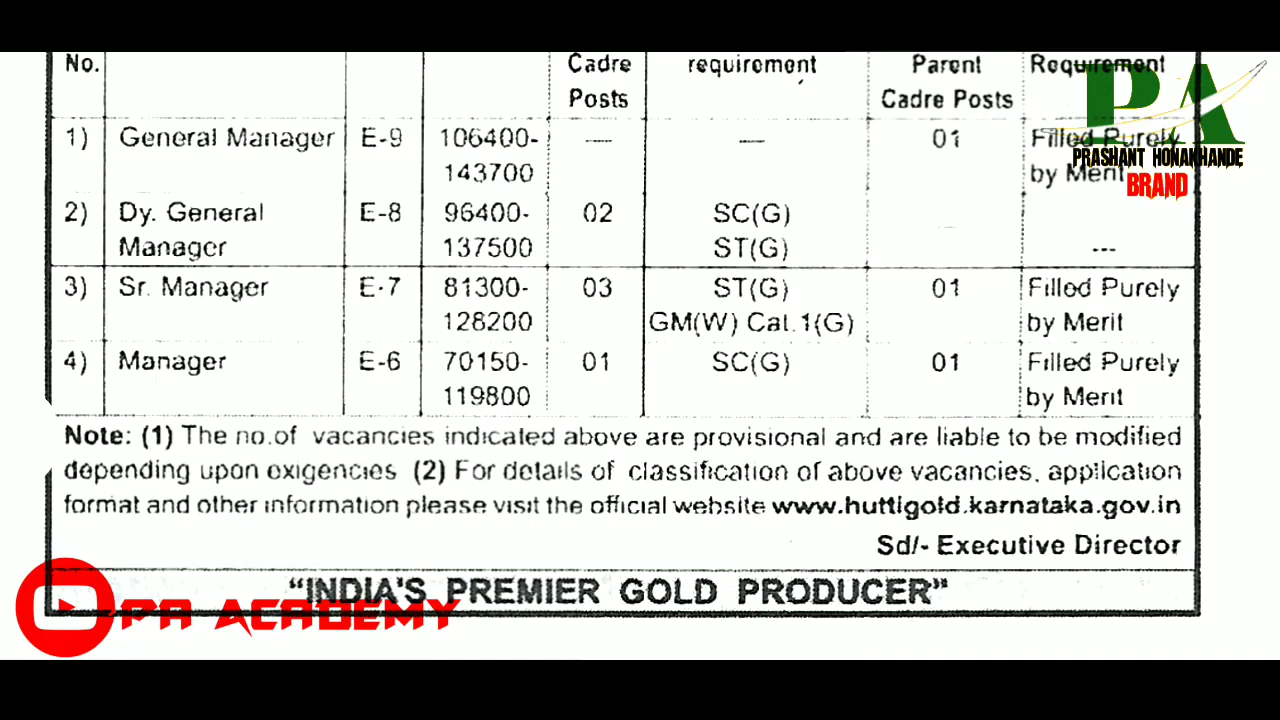 No. Cadre requirement Parent Requirement
Posts Cadre Posts
1) General Manager E-9 106400- — — 01 Filled Purely
143700 by Merit
2) Dy. General E-8 96400- 02 SC(G)
Manager 137500 ST(G) ---
3) Sr. Manager E-7 81300- 03 ST(G) 01 Filled Purely
128200 GM(W) Cat.1(G) by Merit
4) Manager E-6 70150- 01 SC(G) 01 Filled Purely
119800 by Merit
Note: (1) The no.of vacancies indicated above are provisional and are liable to be modified
depending upon exigencies (2) For details of classification of above vacancies, application
format and other information please visit the official website www.huttigold.karnataka.gov.in
Sd/- Executive Director
"INDIA'S PREMIER GOLD PRODUCER"
PA
PRASHANT HONAKHANDE
BRAND
PA ACADEMY